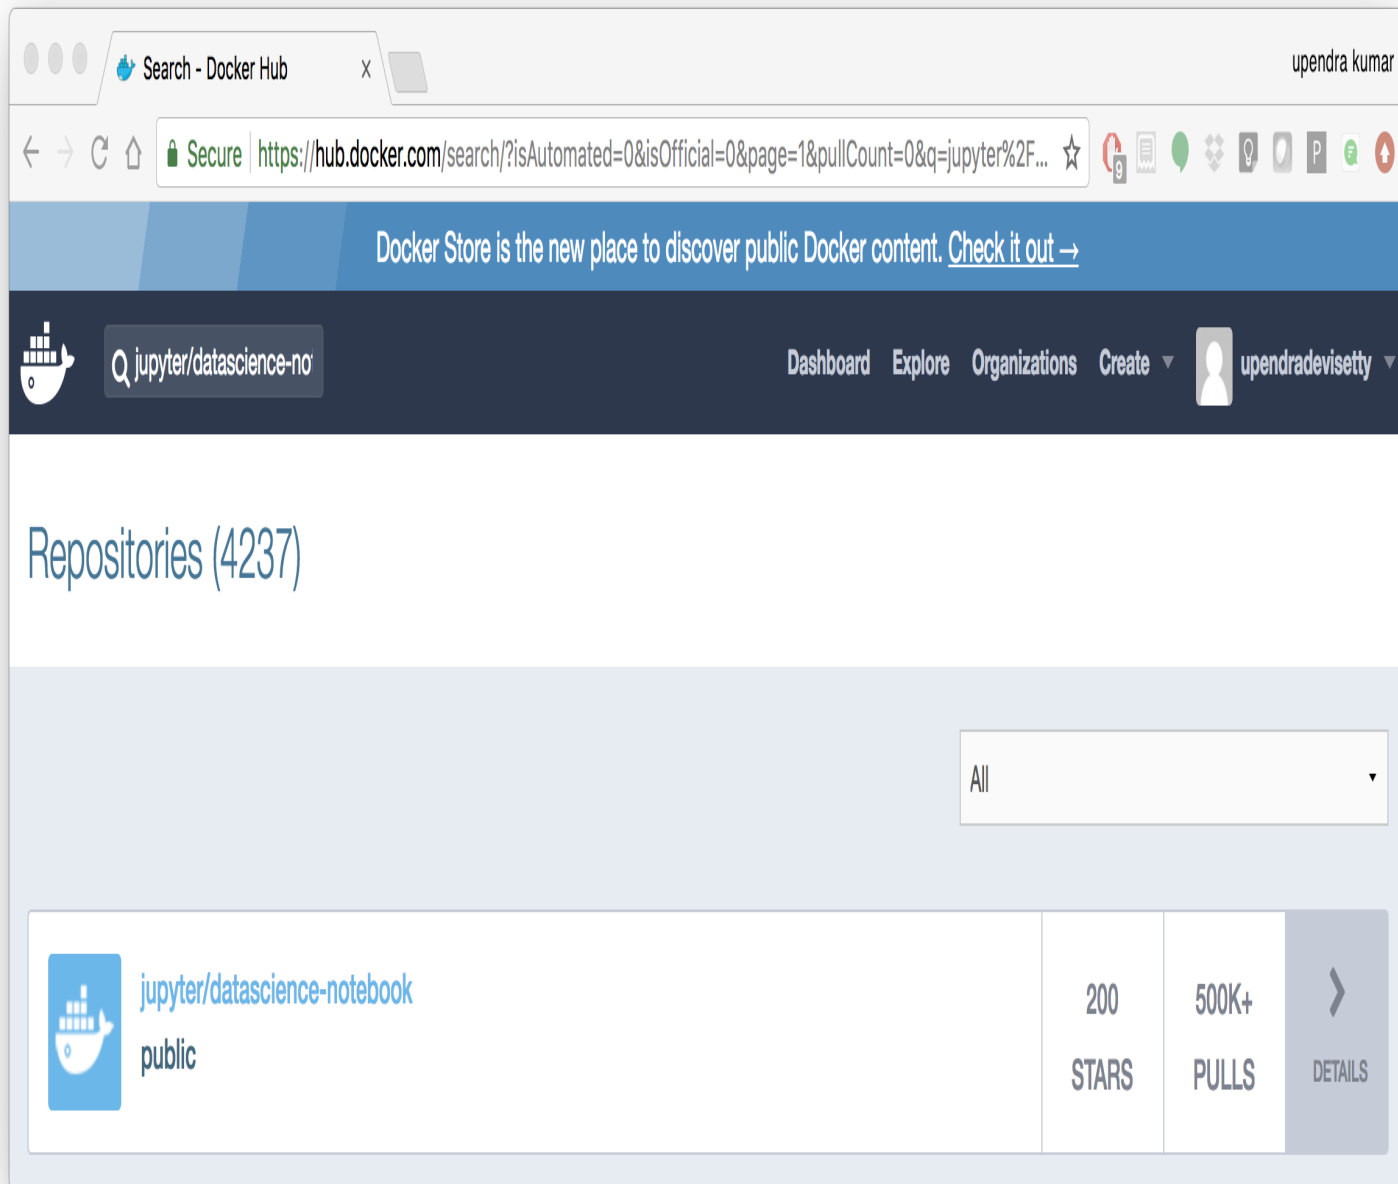 Search - Docker Hub
upendra kumar
Secure https://hub.docker.com/search/?isAutomated=0&isOfficial=0&page=1&pullCount=0&q=jupyter%2F...
9
P
Docker Store is the new place to discover public Docker content. Check it out →
jupyter/datascience-no
Dashboard Explore Organizations Create upendradevisetty
Repositories (4237)
All
jupyter/datascience-notebook
public
200
STARS
500K+
PULLS
DETAILS